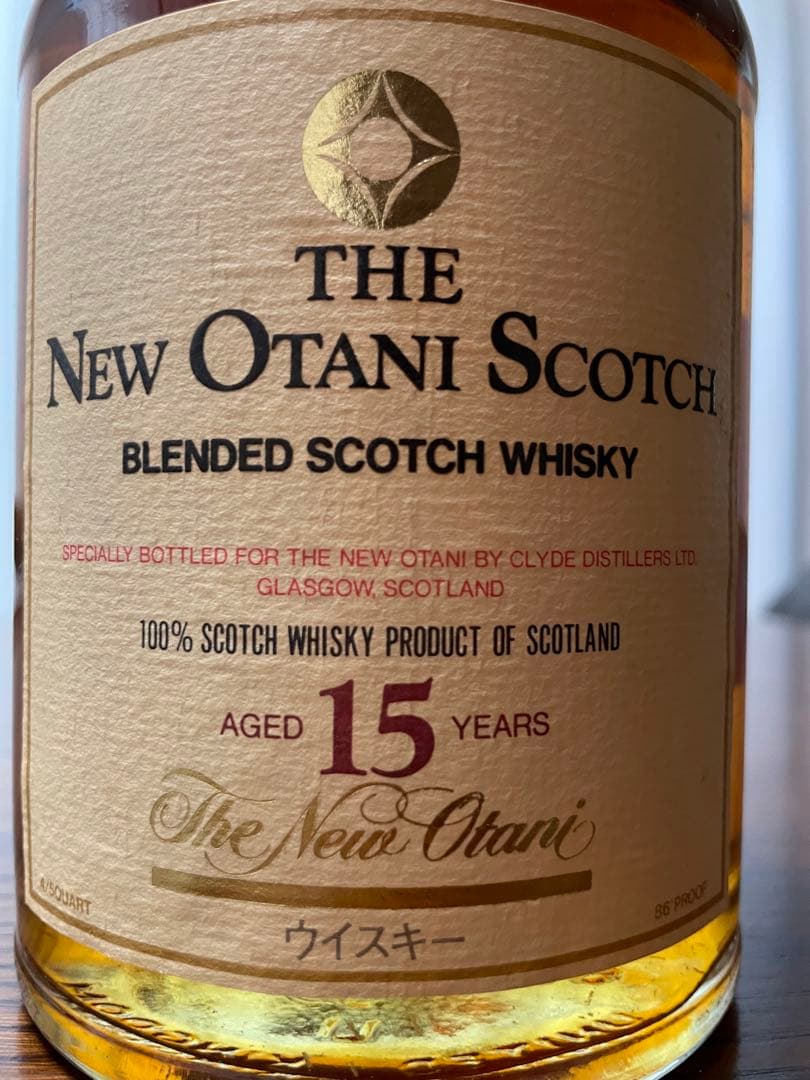 THE
NEW OTANI SCOTCH
BLENDED SCOTCH WHISKY
SPECIALLY BOTTLED FOR THE NEW OTANI BY CLYDE DISTILLERS LTD.
GLASGOW, SCOTLAND
100% SCOTCH WHISKY PRODUCT OF SCOTLAND
AGED 15 YEARS
The New Otani
4/5QUART
86°PROOF
ウイスキー